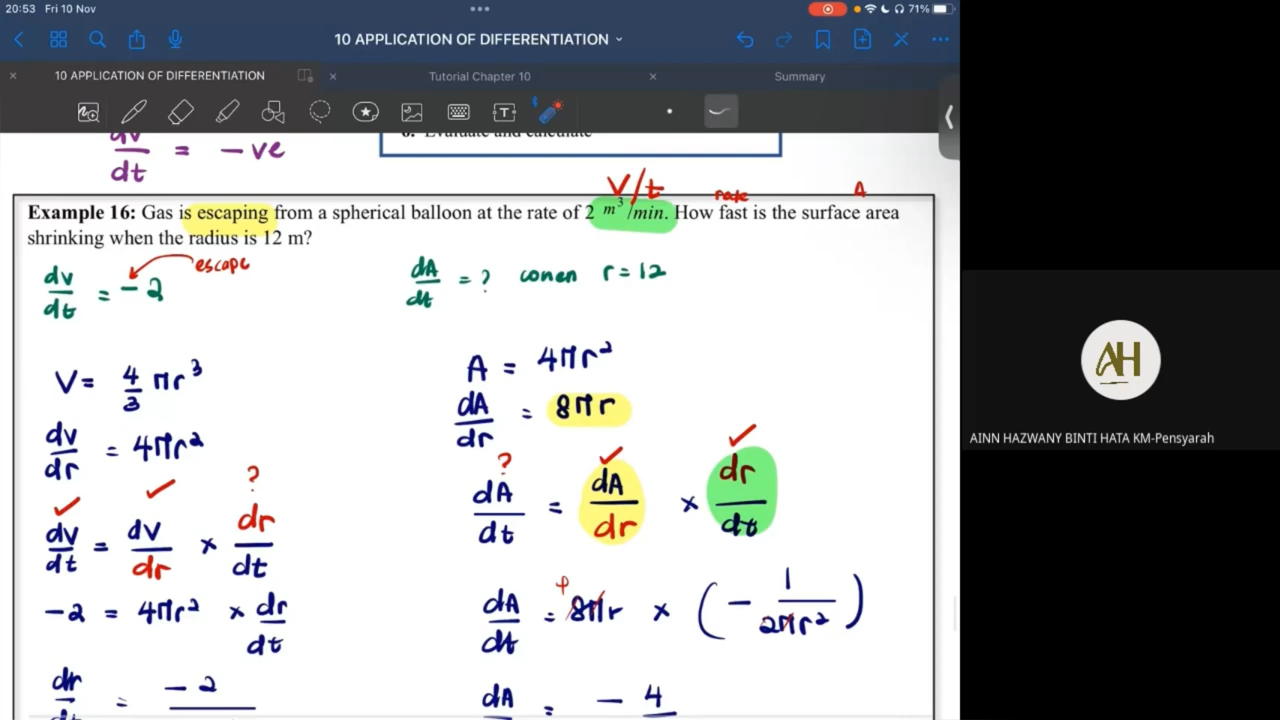 20:53 Fri 10 Nov
71%
10 APPLICATION OF DIFFERENTIATION
10 APPLICATION OF DIFFERENTIATION
Tutorial Chapter 10
Summary
dv/dt = -ve
6. Evaluate and calculate
V/t
rate
A
Example 16: Gas is escaping from a spherical balloon at the rate of 2 m³/min. How fast is the surface area
shrinking when the radius is 12 m?
escape
dv/dt = -2
dA/dt = ? when r = 12
V = 4/3 πr³
dv/dr = 4πr²
?
dv/dt = dv/dr × dr/dt
-2 = 4πr² × dr/dt
dr/dt = -2
A = 4πr²
dA/dr = 8πr
?
dA/dt = dA/dr × dr/dt
dA/dt = 8πr × (- 1/2πr²)
dA = - 4
AH
AINN HAZWANY BINTI HATA KM-Pensyarah